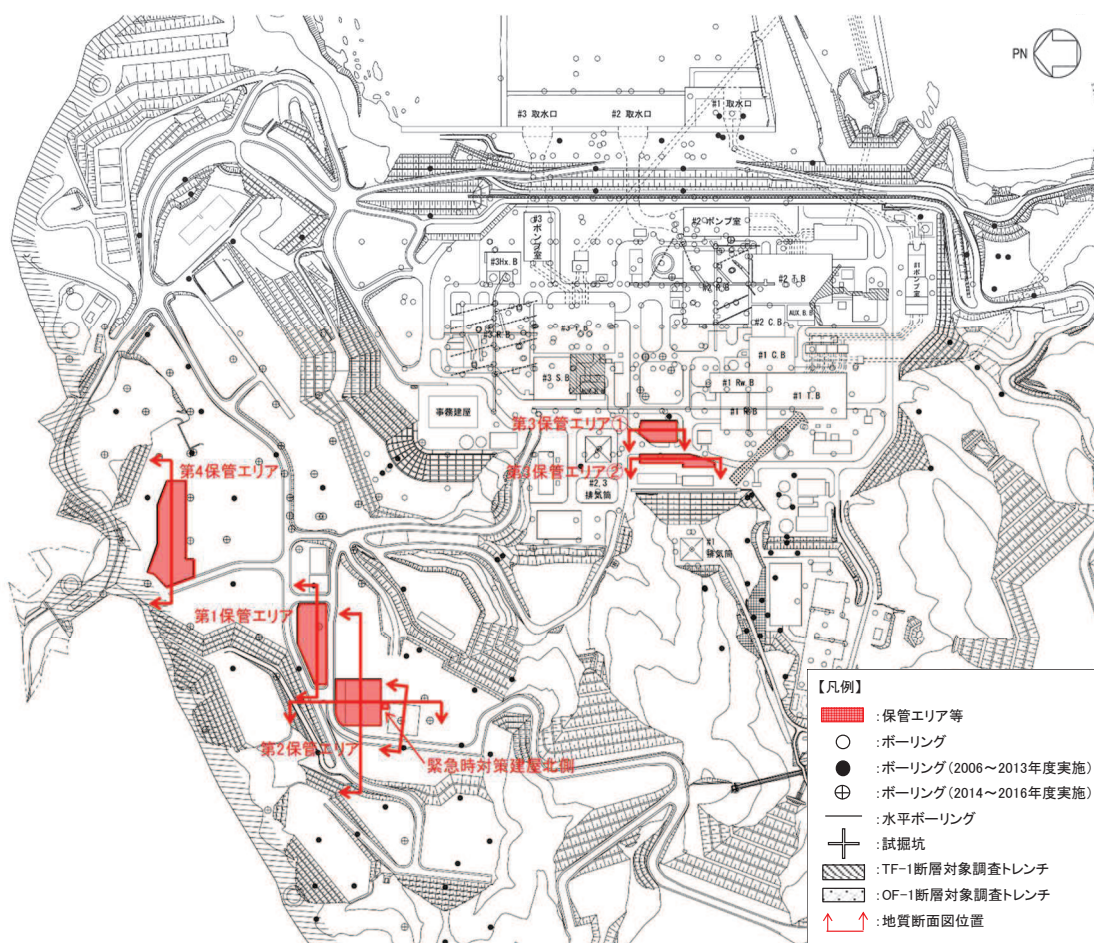 PN
#3 取水口
#2 取水口
#1 取水口
#3
ポンプ室
#2 ポンプ室
#1
ポンプ室
#3Hx.B
#2 T.B
#2 R.B
AUX.B.B
#3 R.B
#3 T.B
#2 C.B
#1 C.B
#3 S.B
#1 Rw.B
#1 T.B
#1 R.B
事務建屋
第3保管エリア①
第3保管エリア②
#2,3
排気筒
#1
排気筒
第4保管エリア
第1保管エリア
第2保管エリア
緊急時対策建屋北側
【凡例】
:保管エリア等
:ボーリング
:ボーリング(2006~2013年度実施)
:ボーリング(2014~2016年度実施)
:水平ボーリング
:試掘坑
:TF-1断層対象調査トレンチ
:OF-1断層対象調査トレンチ
:地質断面図位置